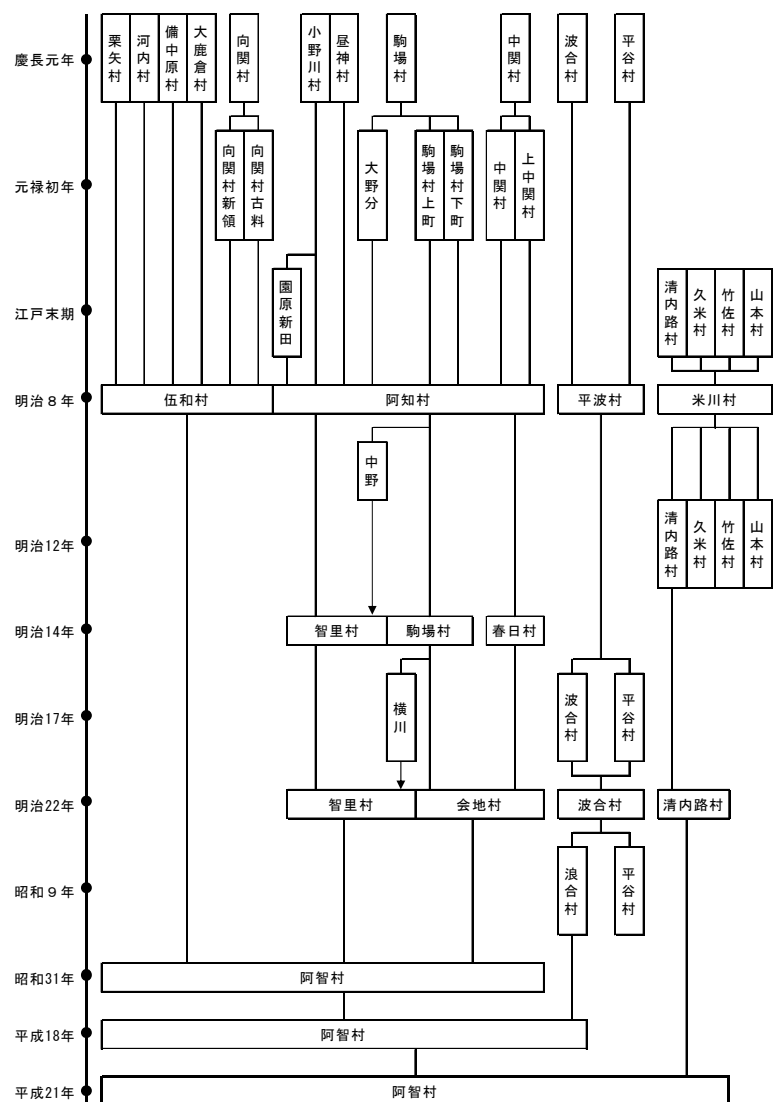 慶長元年
栗矢村
河内村
備中原村
大鹿倉村
向関村
小野川村
昼神村
駒場村
中関村
波合村
平谷村
元禄初年
向関村新領
向関村古料
大野分
駒場村上町
駒場村下町
中関村
上中関村
江戸末期
園原新田
清内路村
久米村
竹佐村
山本村
明治8年
伍和村
阿知村
平波村
米川村
中野
明治12年
清内路村
久米村
竹佐村
山本村
明治14年
智里村
駒場村
春日村
明治17年
横川
波合村
平谷村
明治22年
智里村
会地村
波合村
清内路村
昭和9年
浪合村
平谷村
昭和31年
阿智村
平成18年
阿智村
平成21年
阿智村